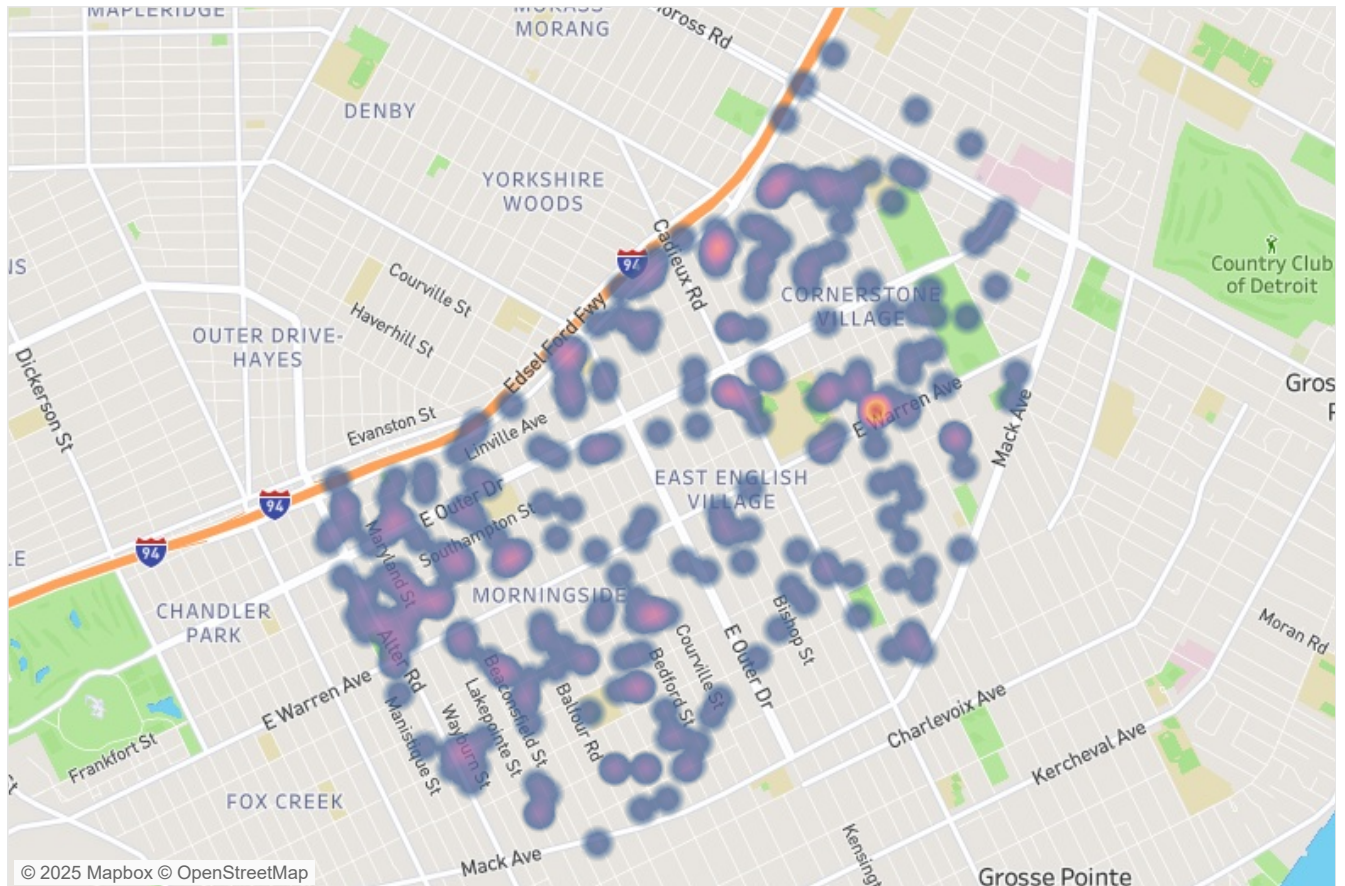 MAPLERIDGE
MORASS-
MORANG
Moross Rd
DENBY
YORKSHIRE
WOODS
Cadieux Rd
94
Country Club
of Detroit
NS
Courville St
Haverhill St
CORNERSTONE
VILLAGE
OUTER DRIVE-
HAYES
Edsel Ford Fwy
Dickerson St
Evanston St
Linville Ave
E Warren Ave
Mack Ave
Gros
EAST ENGLISH
VILLAGE
E Outer Dr
94
Southampton St
Maryland St
94
LE
MORNINGSIDE
CHANDLER
PARK
Bishop St
Moran Rd
Alter Rd
Courville St
E Outer Dr
Bedford St
Beaconsfield St
E Warren Ave
Lakepointe St
Balfour Rd
Manistique St
Wayburn St
Charlevoix Ave
Kercheval Ave
Frankfort St
FOX CREEK
Mack Ave
Kensingt
Grosse Pointe
© 2025 Mapbox © OpenStreetMap